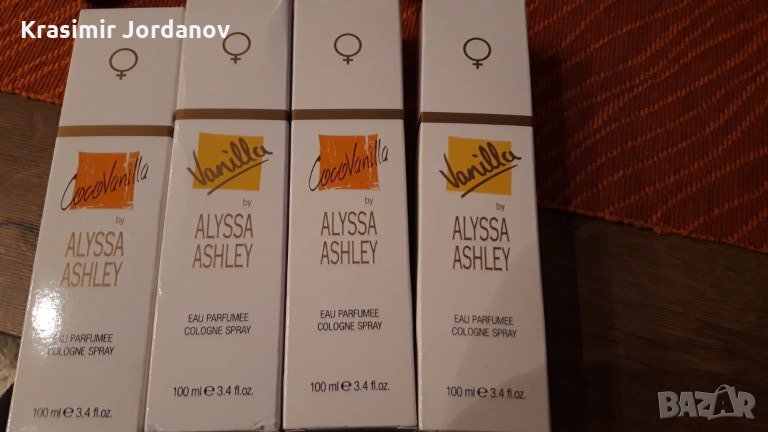 Krasimir Jordanov
CocoVanilla
by
ALYSSA
ASHLEY
EAU PARFUMEE
COLOGNE SPRAY
100 ml e 3.4 fl.oz.
Vanilla
by
ALYSSA
ASHLEY
EAU PARFUMEE
COLOGNE SPRAY
100 ml e 3.4 fl.oz.
CocoVanilla
by
ALYSSA
ASHLEY
EAU PARFUMEE
COLOGNE SPRAY
100 ml e 3.4 fl.oz.
Vanilla
by
ALYSSA
ASHLEY
EAU PARFUMEE
COLOGNE SPRAY
100 ml e 3.4 fl.oz.
BAZAR